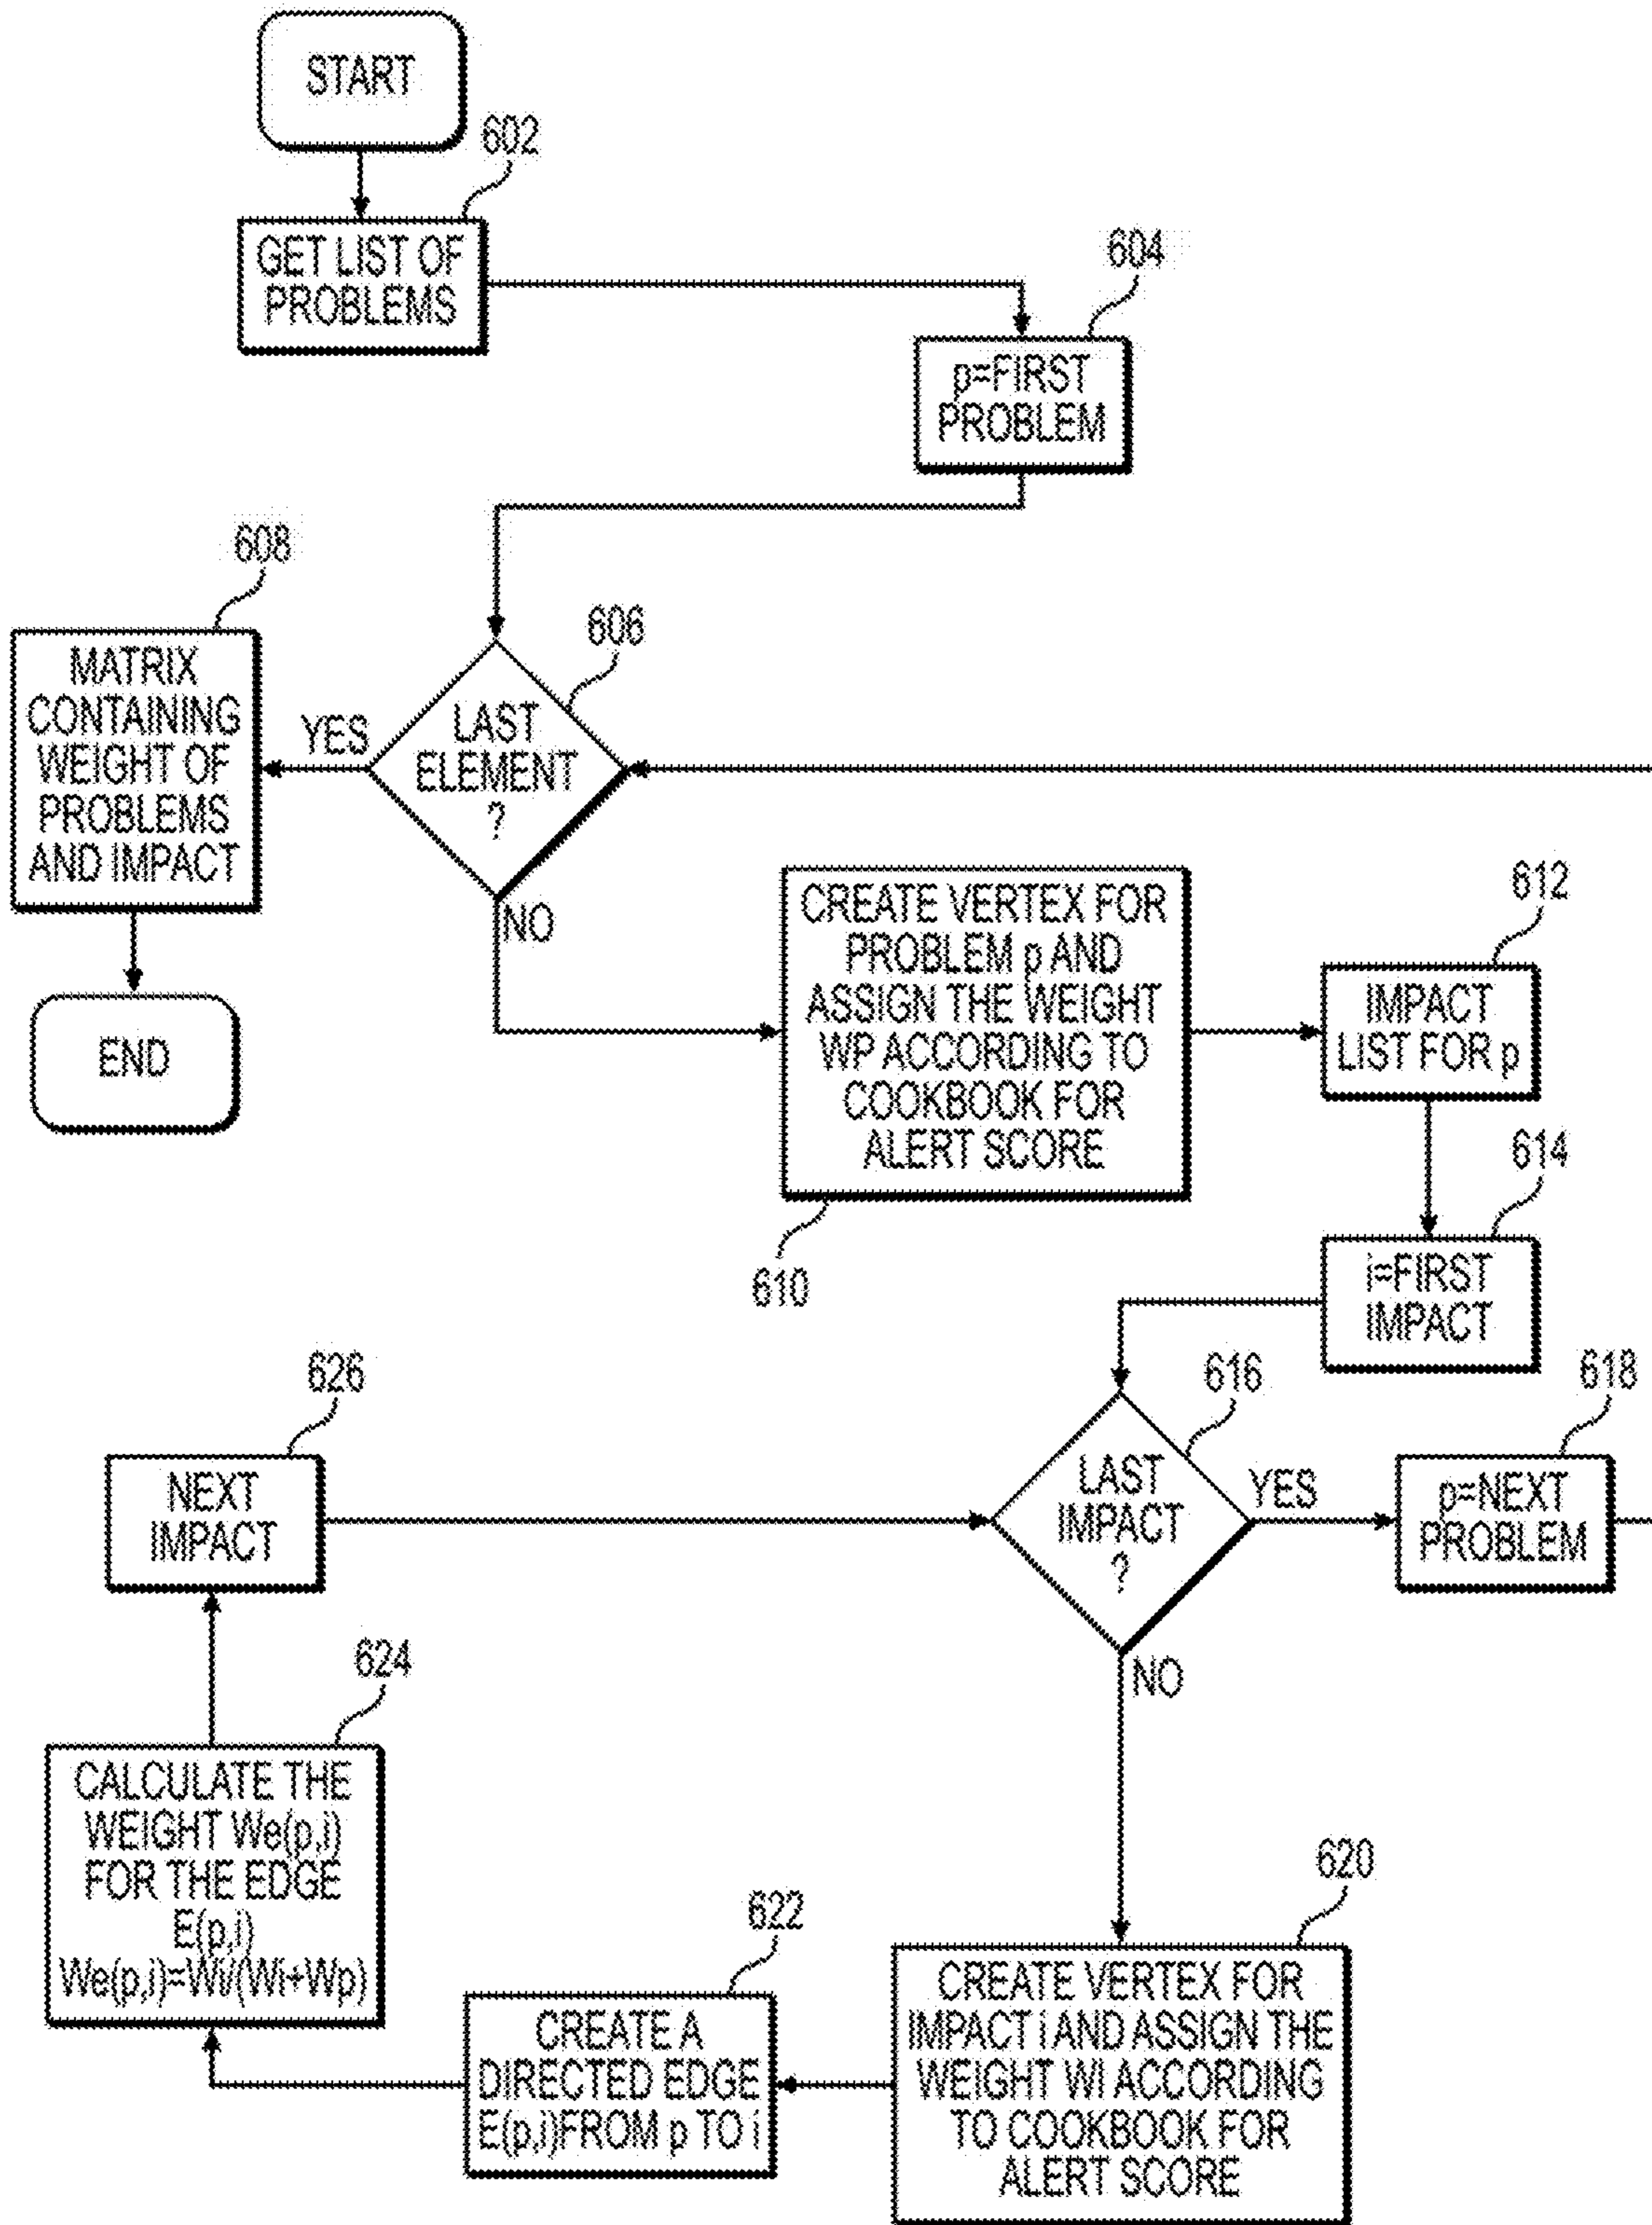 START
602
GET LIST OF
PROBLEMS
604
p=FIRST
PROBLEM
608
MATRIX
CONTAINING
WEIGHT OF
PROBLEMS
AND IMPACT
YES
606
LAST
ELEMENT
?
NO
END
CREATE VERTEX FOR
PROBLEM p AND
ASSIGN THE WEIGHT
WP ACCORDING TO
COOKBOOK FOR
ALERT SCORE
610
612
IMPACT
LIST FOR p
614
i=FIRST
IMPACT
616
LAST
IMPACT
?
YES
618
p=NEXT
PROBLEM
NO
626
NEXT
IMPACT
624
CALCULATE THE
WEIGHT We(p,i)
FOR THE EDGE
E(p,i)
We(p,i)=Wi/(Wi+Wp)
622
CREATE A
DIRECTED EDGE
E(p,i)FROM p TO i
620
CREATE VERTEX FOR
IMPACT i AND ASSIGN THE
WEIGHT WI ACCORDING
TO COOKBOOK FOR
ALERT SCORE